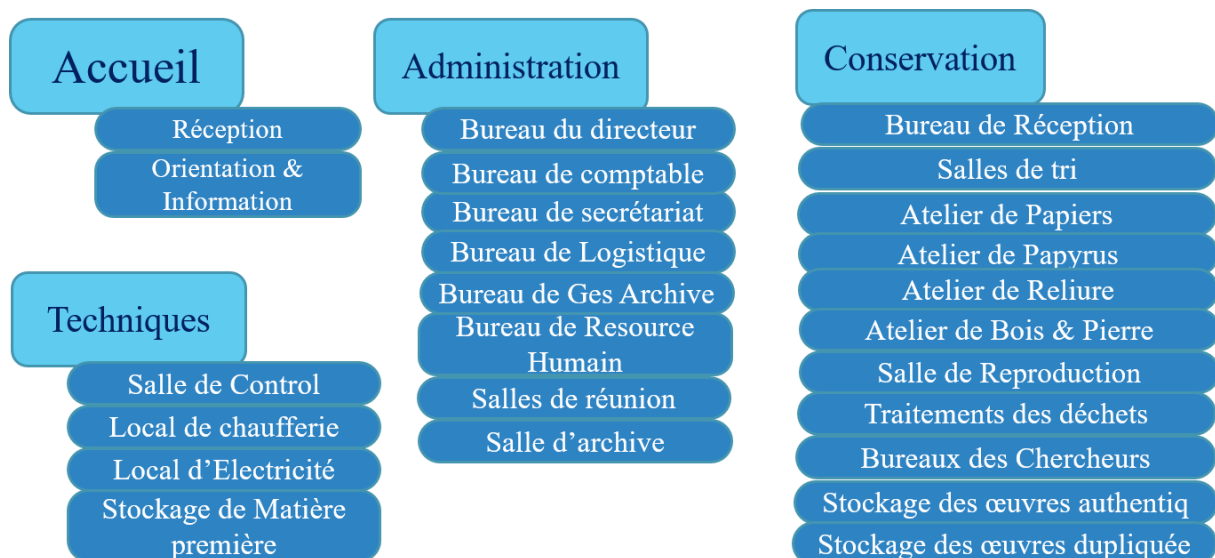 Accueil
Réception
Orientation &
Information
Techniques
Salle de Control
Local de chaufferie
Local d’Electricité
Stockage de Matière
première
Administration
Bureau du directeur
Bureau de comptable
Bureau de secrétariat
Bureau de Logistique
Bureau de Ges Archive
Bureau de Resource
Humain
Salles de réunion
Salle d’archive
Conservation
Bureau de Réception
Salles de tri
Atelier de Papiers
Atelier de Papyrus
Atelier de Reliure
Atelier de Bois & Pierre
Salle de Reproduction
Traitements des déchets
Bureaux des Chercheurs
Stockage des œuvres authentiq
Stockage des œuvres dupliquée